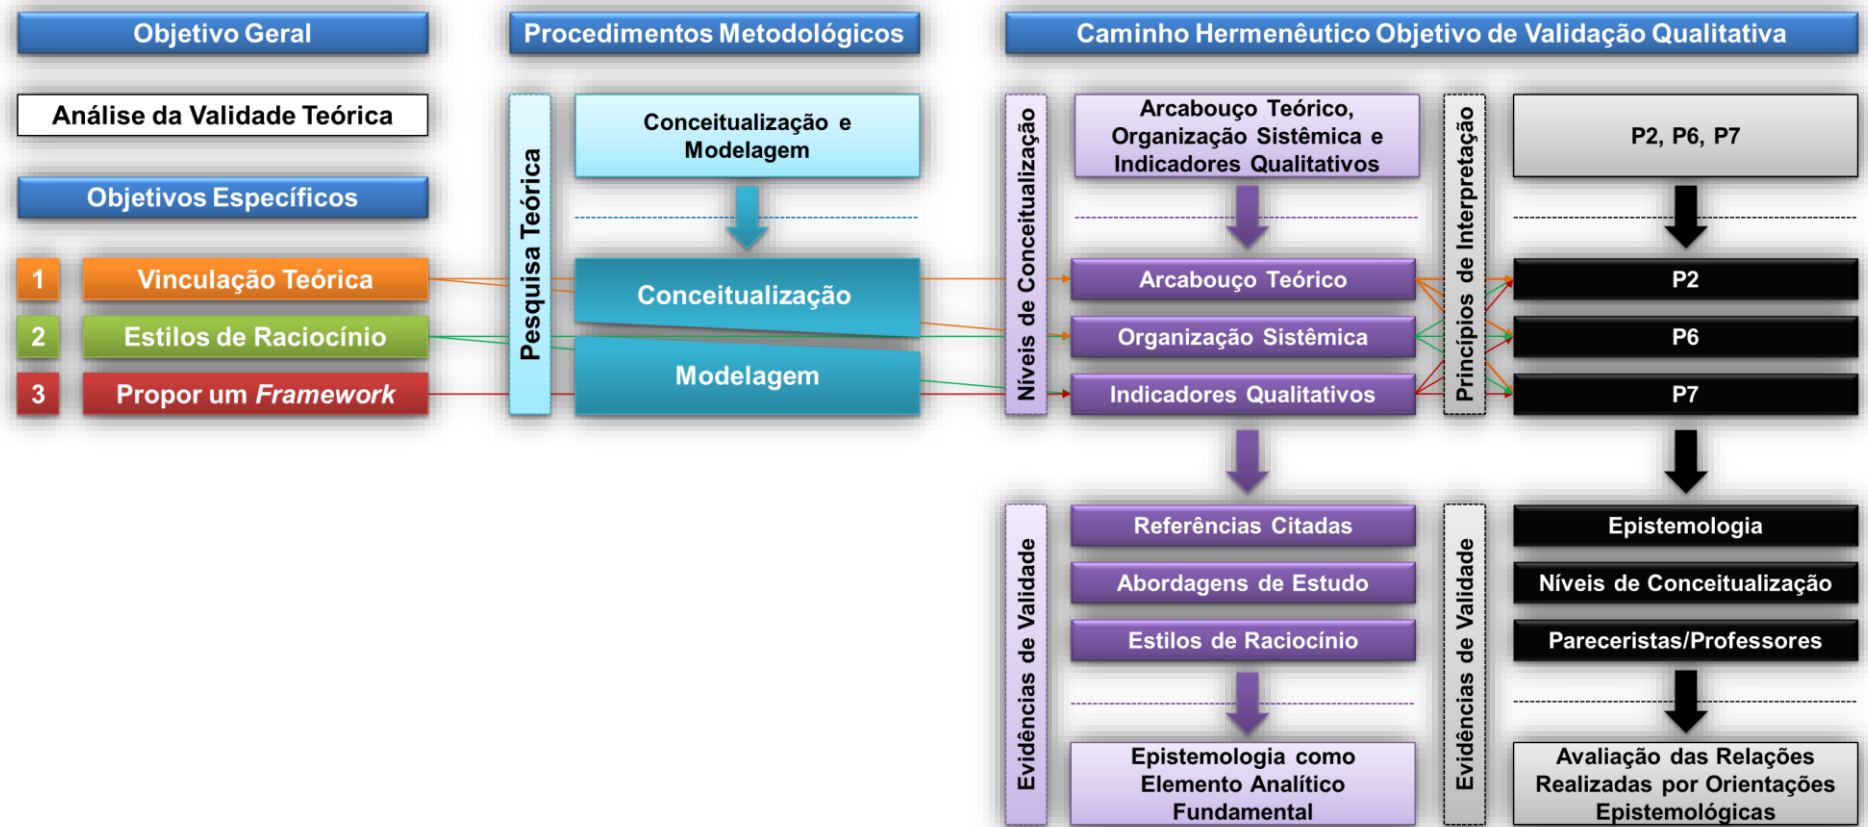 Objetivo Geral
Análise da Validade Teórica
Objetivos Específicos
1
Vinculação Teórica
2
Estilos de Raciocínio
3
Propor um Framework
Procedimentos Metodológicos
Pesquisa Teórica
Conceitualização e
Modelagem
Conceitualização
Modelagem
Caminho Hermenêutico Objetivo de Validação Qualitativa
Níveis de Conceitualização
Arcabouço Teórico,
Organização Sistêmica e
Indicadores Qualitativos
Arcabouço Teórico
Organização Sistêmica
Indicadores Qualitativos
Princípios de Interpretação
P2, P6, P7
P2
P6
P7
Evidências de Validade
Referências Citadas
Abordagens de Estudo
Estilos de Raciocínio
Epistemologia como
Elemento Analítico
Fundamental
Evidências de Validade
Epistemologia
Níveis de Conceitualização
Pareceristas/Professores
Avaliação das Relações
Realizadas por Orientações
Epistemológicas